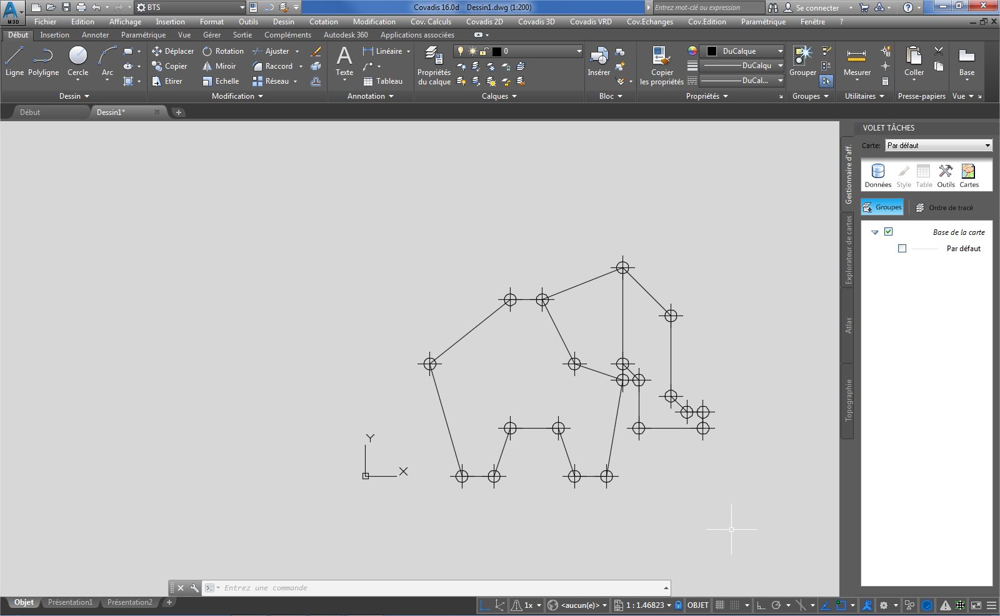 A M3D BTS Covadis 16.0d Dessin1.dwg (1:200) Entrez mot-clé ou expression Se connecter ?
Fichier Edition Affichage Insertion Format Outils Dessin Cotation Modification Cov. Calculs Covadis 2D Covadis 3D Covadis VRD Cov.Echanges Cov.Edition Paramétrique Fenêtre ?
Début Insertion Annoter Paramétrique Vue Gérer Sortie Compléments Autodesk 360 Applications associées
Ligne Polyligne Cercle Arc
Déplacer Rotation Ajuster
Copier Miroir Raccord
Etirer Echelle Réseau
A Texte
Linéaire
Tableau
Propriétés du calque
0
Insérer
Copier les propriétés
DuCalque
DuCalqu
DuCal...
Grouper
Mesurer
Coller
Base
Dessin Modification Annotation Calques Bloc Propriétés Groupes Utilitaires Presse-papiers Vue
Début Dessin1*
VOLET TÂCHES
Carte: Par défaut
Données Style Table Outils Cartes
Groupes Ordre de tracé
Base de la carte
Par défaut
Gestionnaire d'aff.
Explorateur de cartes
Atlas
Topographie
Y
X
Entrez une commande
Objet Présentation1 Présentation2
1x <aucun(e)> 1 : 1.46823 OBJET